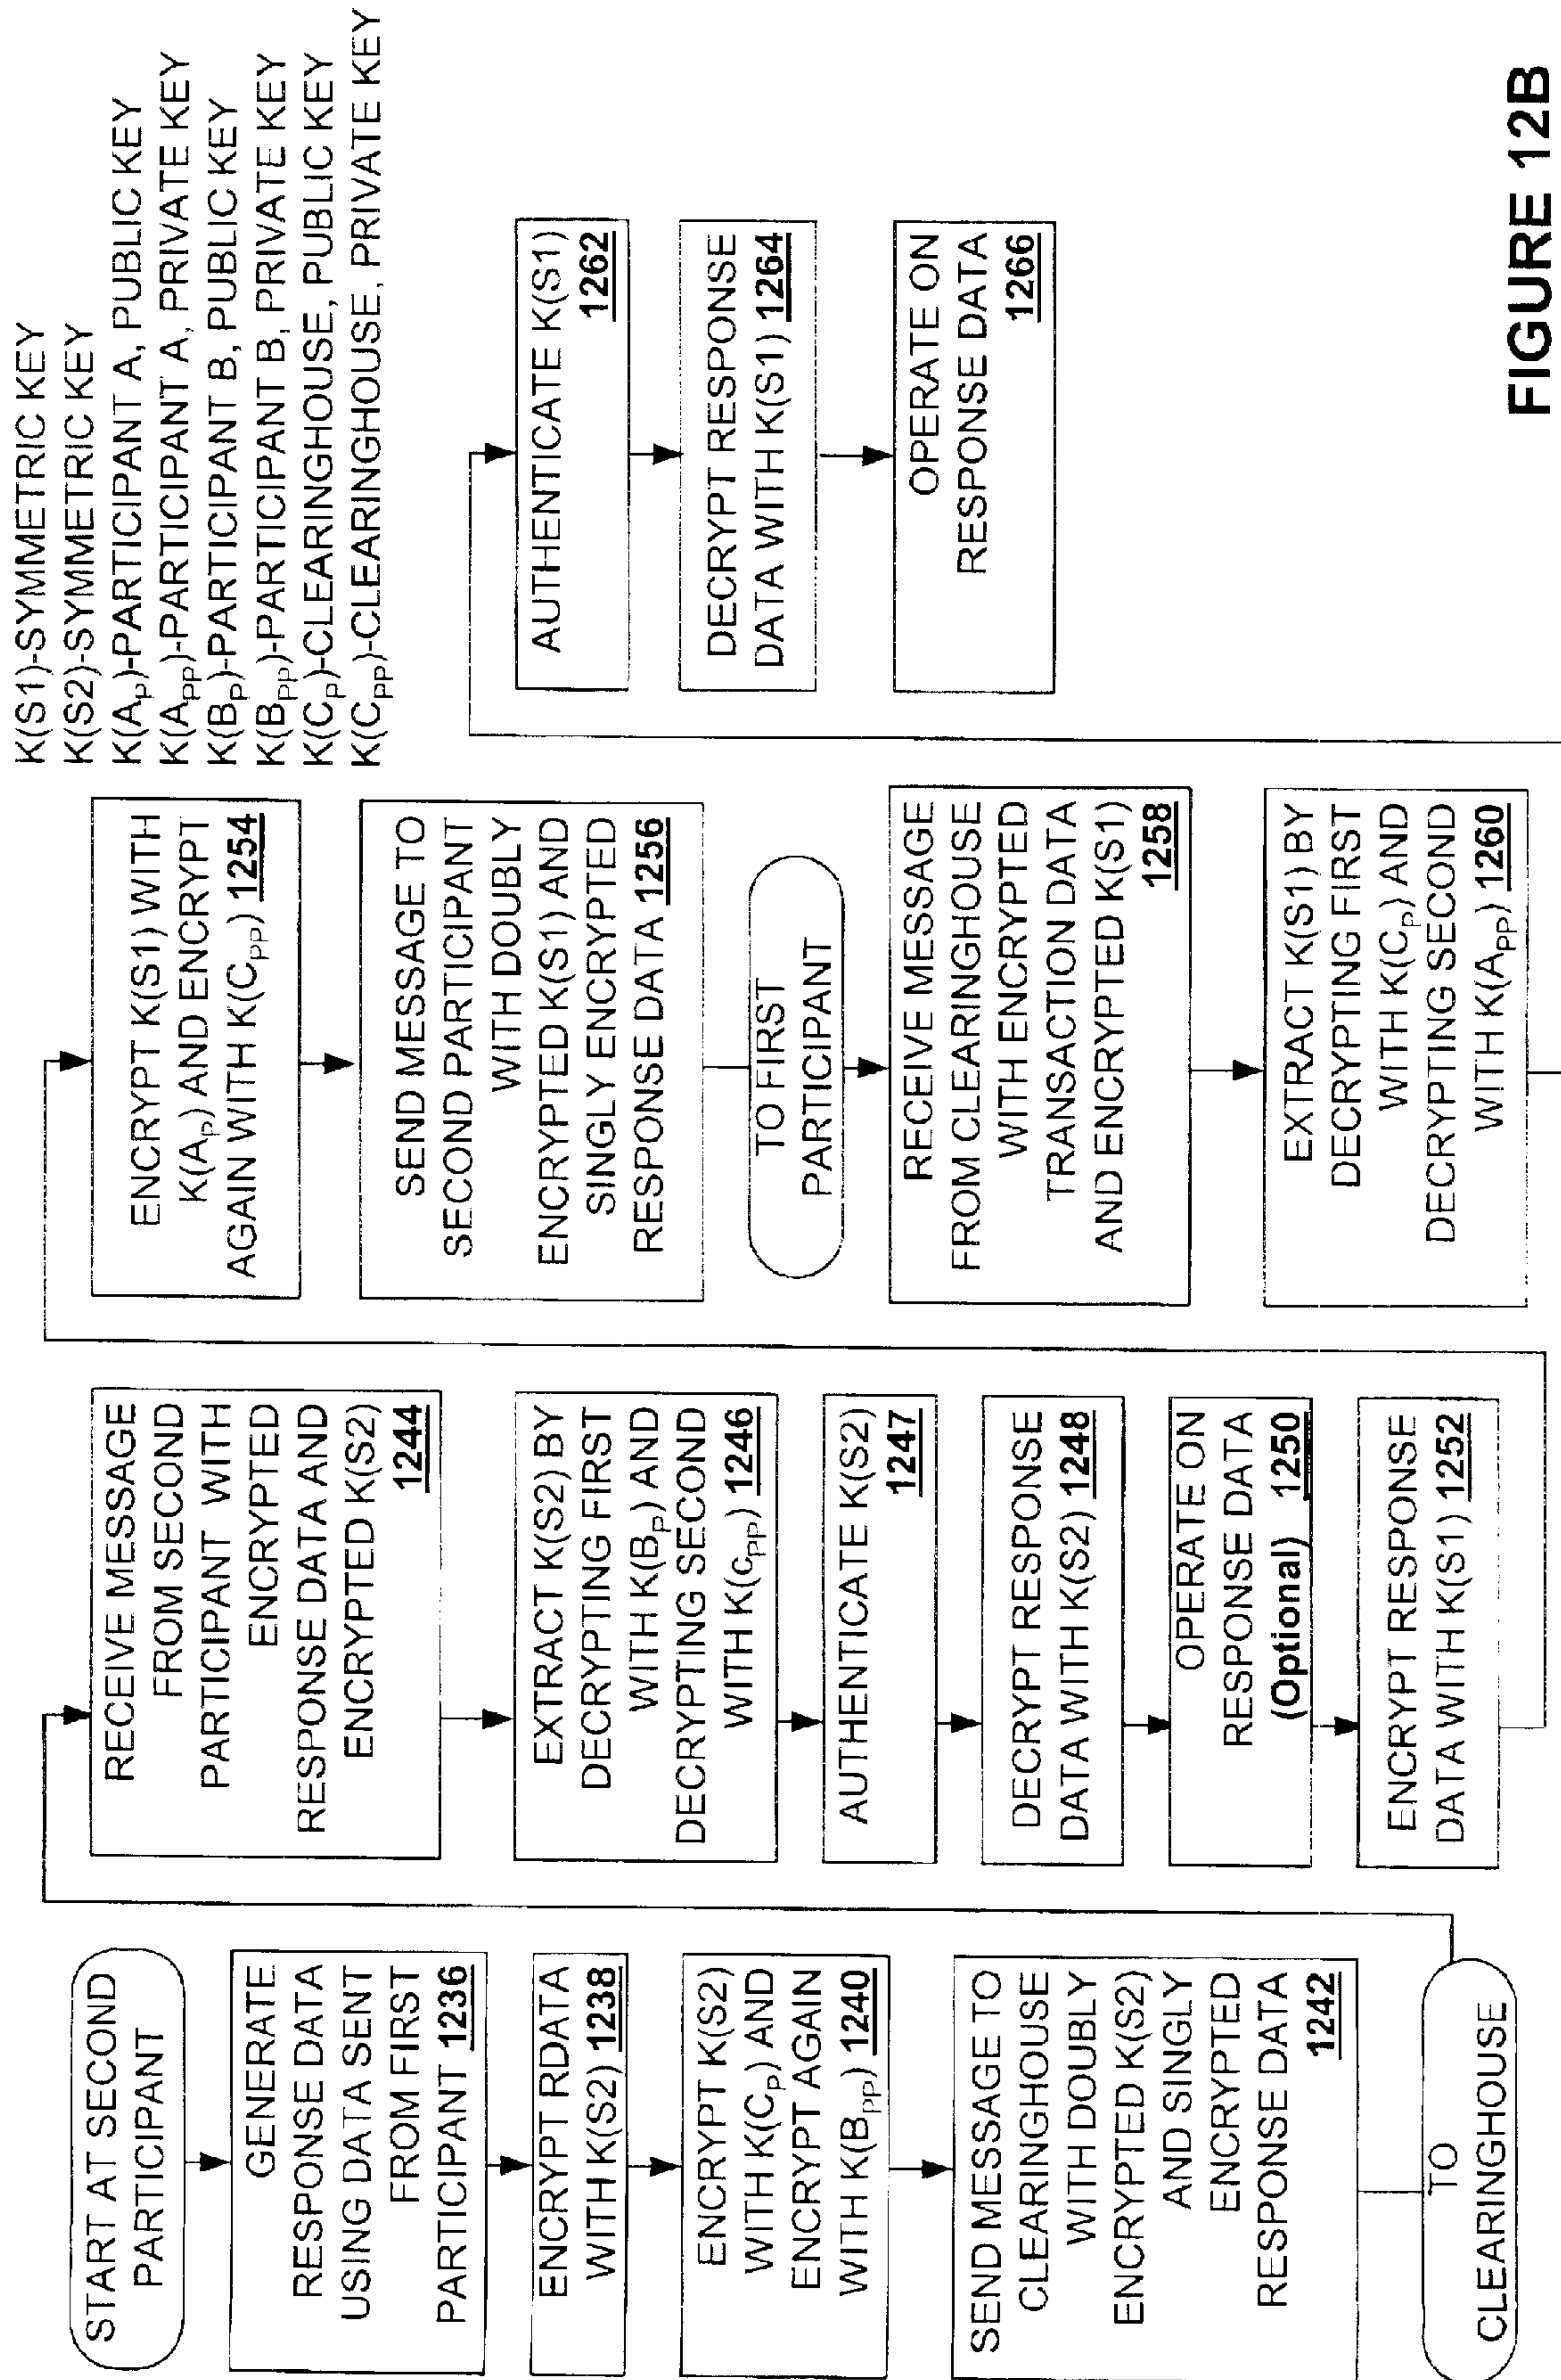 START AT SECOND
PARTICIPANT
GENERATE
RESPONSE DATA
USING DATA SENT
FROM FIRST
PARTICIPANT 1236
ENCRYPT RDATA
WITH K(S2) 1238
ENCRYPT K(S2)
WITH K(Cₚ) AND
ENCRYPT AGAIN
WITH K(Bₚₚ) 1240
SEND MESSAGE TO
CLEARINGHOUSE
WITH DOUBLY
ENCRYPTED K(S2)
AND SINGLY
ENCRYPTED
RESPONSE DATA
1242
TO
CLEARINGHOUSE
RECEIVE MESSAGE
FROM SECOND
PARTICIPANT WITH
ENCRYPTED
RESPONSE DATA AND
ENCRYPTED K(S2)
1244
EXTRACT K(S2) BY
DECRYPTING FIRST
WITH K(Bₚ) AND
DECRYPTING SECOND
WITH K(cₚₚ) 1246
AUTHENTICATE K(S2)
1247
DECRYPT RESPONSE
DATA WITH K(S2) 1248
OPERATE ON
RESPONSE DATA
(Optional) 1250
ENCRYPT RESPONSE
DATA WITH K(S1) 1252
ENCRYPT K(S1) WITH
K(Aₚ) AND ENCRYPT
AGAIN WITH K(Cₚₚ) 1254
SEND MESSAGE TO
SECOND PARTICIPANT
WITH DOUBLY
ENCRYPTED K(S1) AND
SINGLY ENCRYPTED
RESPONSE DATA 1256
TO FIRST
PARTICIPANT
RECEIVE MESSAGE
FROM CLEARINGHOUSE
WITH ENCRYPTED
TRANSACTION DATA
AND ENCRYPTED K(S1)
1258
EXTRACT K(S1) BY
DECRYPTING FIRST
WITH K(Cₚ) AND
DECRYPTING SECOND
WITH K(Aₚₚ) 1260
K(S1)-SYMMETRIC KEY
K(S2)-SYMMETRIC KEY
K(Aₚ)-PARTICIPANT A, PUBLIC KEY
K(Aₚₚ)-PARTICIPANT A, PRIVATE KEY
K(Bₚ)-PARTICIPANT B, PUBLIC KEY
K(Bₚₚ)-PARTICIPANT B, PRIVATE KEY
K(Cₚ)-CLEARINGHOUSE, PUBLIC KEY
K(Cₚₚ)-CLEARINGHOUSE, PRIVATE KEY
AUTHENTICATE K(S1)
1262
DECRYPT RESPONSE
DATA WITH K(S1) 1264
OPERATE ON
RESPONSE DATA
1266
FIGURE 12B